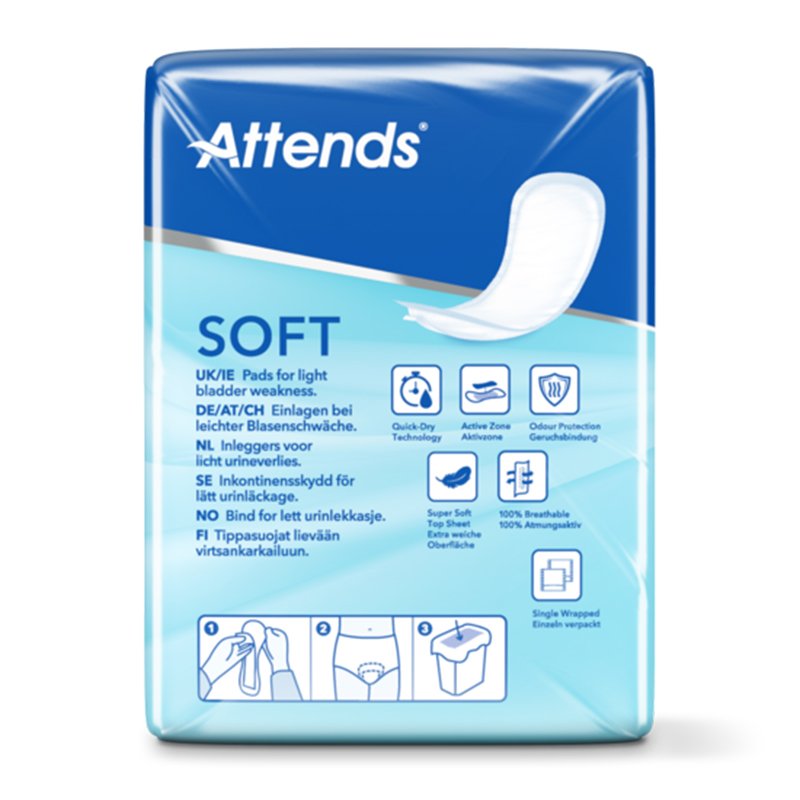 Attends®
SOFT
UK/IE Pads for light
bladder weakness.
DE/AT/CH Einlagen bei
leichter Blasenschwäche.
NL Inleggers voor
licht urineverlies.
SE Inkontinensskydd för
lätt urinläckage.
NO Bind for lett urinlekkasje.
FI Tippasuojat lievään
virtsankarkailuun.
Quick-Dry
Technology
Active Zone
Aktivzone
Odour Protection
Geruchsbindung
Super Soft
Top Sheet
Extra weiche
Oberfläche
100% Breathable
100% Atmungsaktiv
Single Wrapped
Einzeln verpackt
1
2
3